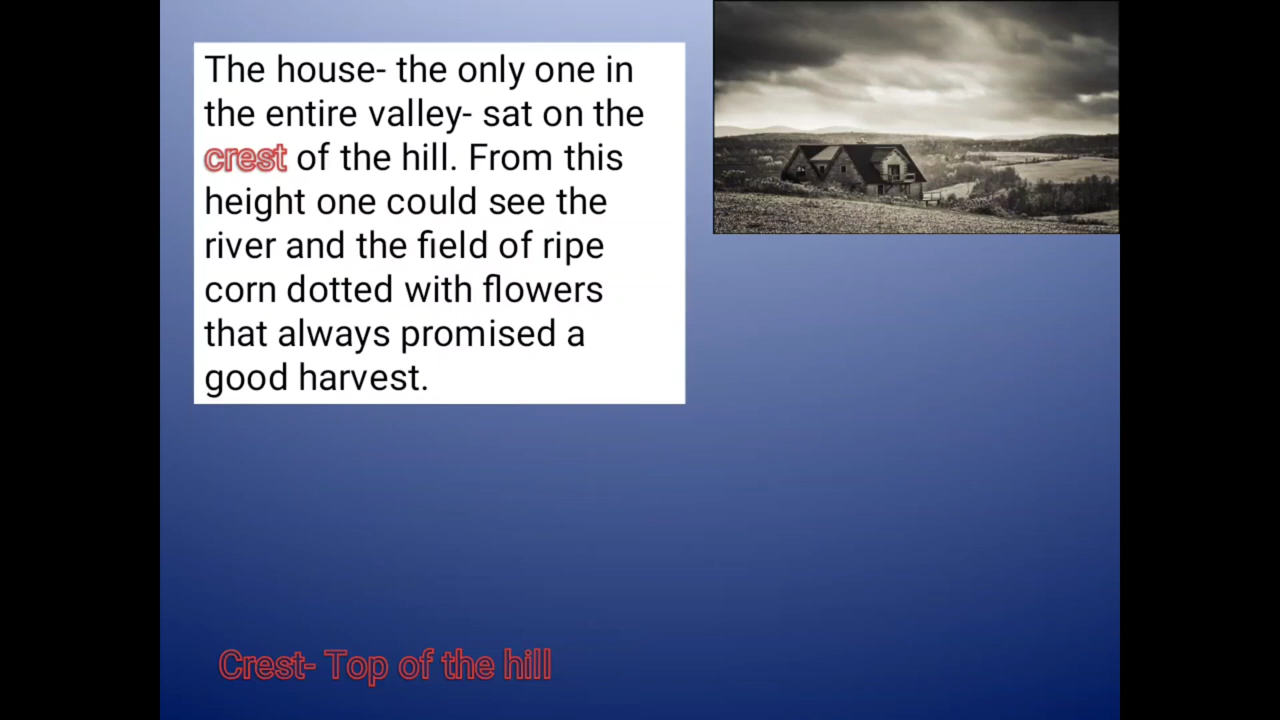 The house- the only one in
the entire valley- sat on the
crest of the hill. From this
height one could see the
river and the field of ripe
corn dotted with flowers
that always promised a
good harvest.
Crest- Top of the hill